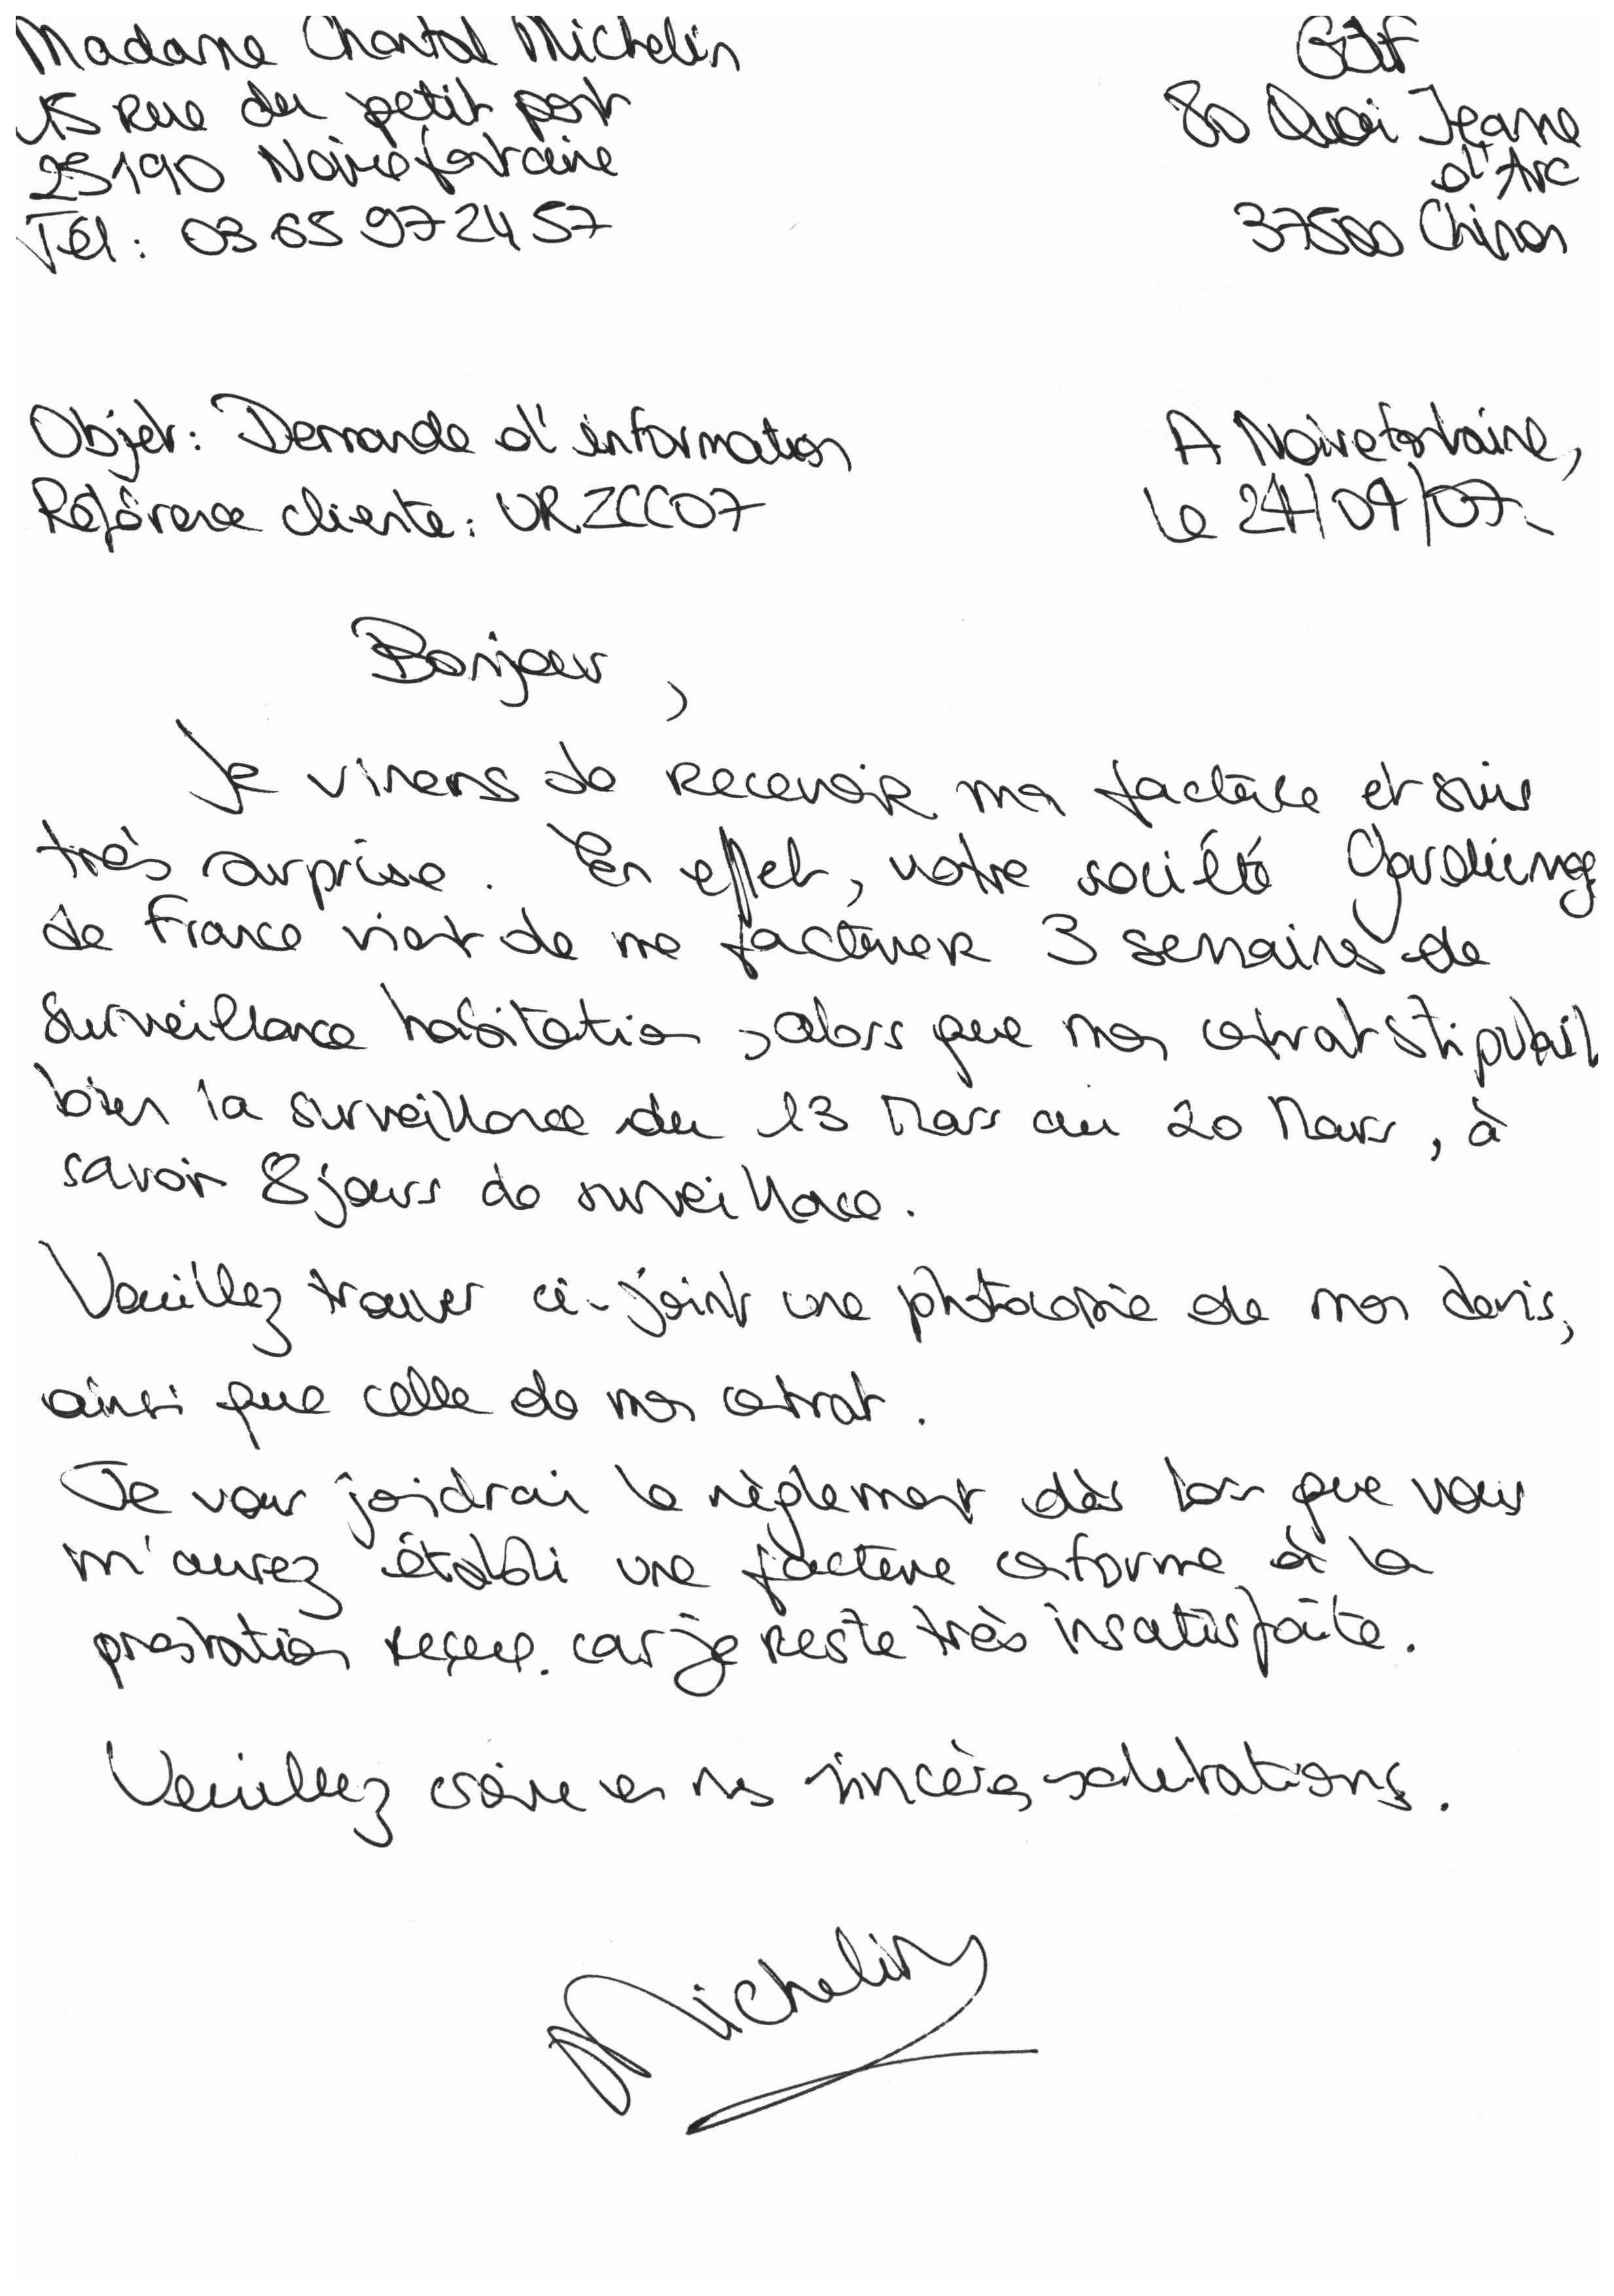 Madame Chantal Michelin
15 Rue du petit port
25190 Noirefontaine
Tél : 03 65 97 24 57
GDF
80 Quai Jeanne
d'Arc
37500 Chinon
Objet : Demande d'information
Référence cliente : URZCC07
A Noirefontaine,
le 24/09/07.
Bonjour,
Je viens de recevoir ma facture et suis
très surprise. En effet, votre société Gardiennage
de France vient de me facturer 3 semaines de
surveillance habitation, alors que mon contrat stipulait
bien la surveillance du 13 Mars au 20 Mars, à
savoir 8 jours de surveillance.
Veuillez trouver ci-joint une photocopie de mon devis,
ainsi que celle de mon contrat.
Je vous joindrai le règlement dès lors que vous
m'aurez établi une facture conforme à la
prestation reçue. car je reste très insatisfaite.
Veuillez croire en mes sincères salutations.
Michelin